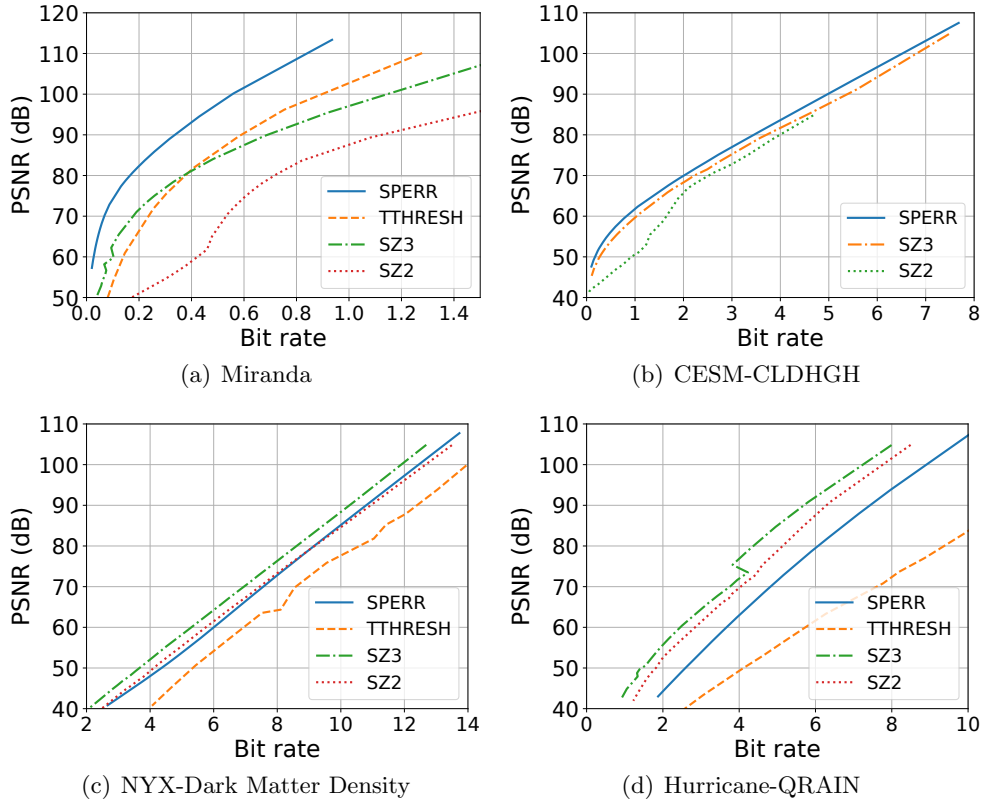 110
100
90
80
70
60
50
PSNR (dB)
SPERR
TTHRESH
SZ3
SZ2
0.0 0.2 0.4 0.6 0.8 1.0 1.2 1.4
Bit rate
(a) Miranda
120
110
100
90
80
70
60
50
40
PSNR (dB)
SPERR
SZ3
SZ2
0 1 2 3 4 5 6 7 8
Bit rate
(b) CESM-CLDHGH
110
100
90
80
70
60
50
40
PSNR (dB)
SPERR
TTHRESH
SZ3
SZ2
2 4 6 8 10 12 14
Bit rate
(c) NYX-Dark Matter Density
110
100
90
80
70
60
50
40
PSNR (dB)
SPERR
TTHRESH
SZ3
SZ2
0 2 4 6 8 10
Bit rate
(d) Hurricane-QRAIN